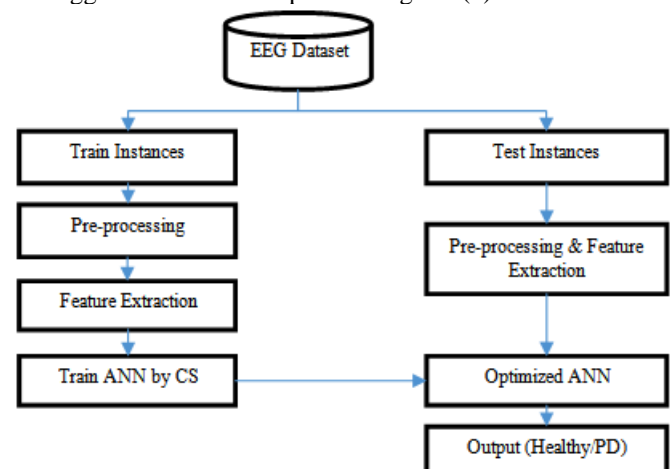 EEG Dataset
Train Instances
Test Instances
Pre-processing
Pre-processing & Feature
Extraction
Feature Extraction
Train ANN by CS
Optimized ANN
Output (Healthy/PD)